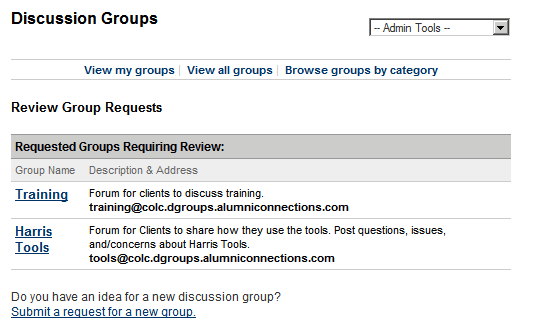 Discussion Groups
-- Admin Tools --
View my groups | View all groups | Browse groups by category
Review Group Requests
Requested Groups Requiring Review:
Group Name Description & Address
Training Forum for clients to discuss training.
training@colc.dgroups.alumniconnections.com
Harris Forum for Clients to share how they use the tools. Post questions, issues,
Tools and/concerns about Harris Tools.
tools@colc.dgroups.alumniconnections.com
Do you have an idea for a new discussion group?
Submit a request for a new group.